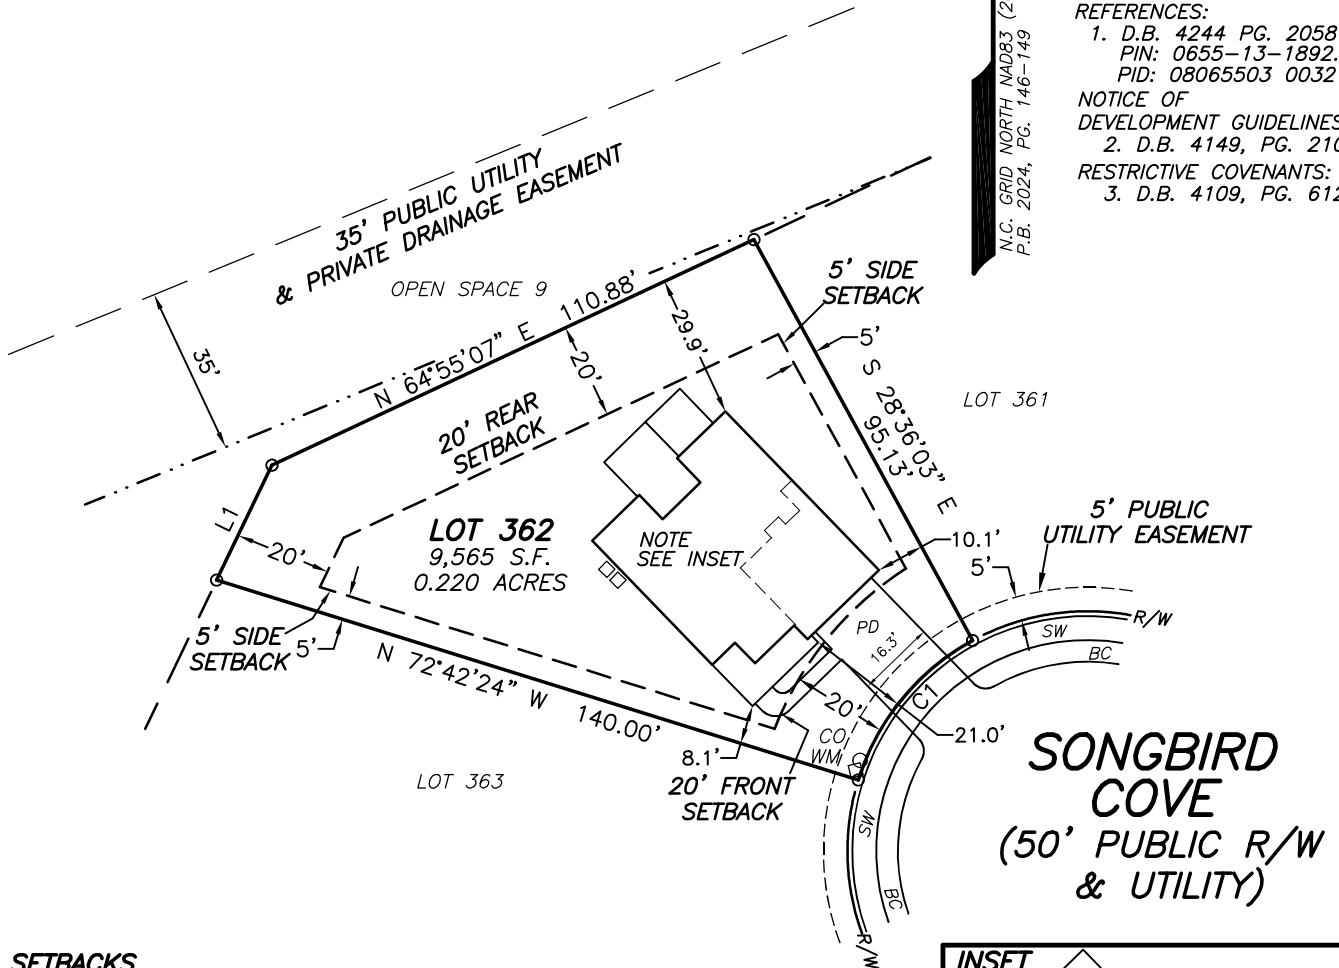 REFERENCES:
1. D.B. 4244 PG. 2058
PIN: 0655-13-1892.
PID: 08065503 0032
NOTICE OF
DEVELOPMENT GUIDELINES
2. D.B. 4149, PG. 210
RESTRICTIVE COVENANTS:
3. D.B. 4109, PG. 612
N.C. GRID NORTH NAD83 (2
P.B. 2024, PG. 146-149
35' PUBLIC UTILITY
& PRIVATE DRAINAGE EASEMENT
OPEN SPACE 9
35'
N 64°55'07" E 110.88'
29.9'
20'
5' SIDE
SETBACK
5'
S 28°36'03" E
95.13'
LOT 361
20' REAR
SETBACK
L1
20'
LOT 362
9,565 S.F.
0.220 ACRES
NOTE
SEE INSET
10.1'
5' PUBLIC
UTILITY EASEMENT
5'
5' SIDE
SETBACK
5'
N 72°42'24" W 140.00'
PD
16.3'
R/W
SW
BC
C1
20'
21.0'
CO
WM
8.1'
20' FRONT
SETBACK
LOT 363
SONGBIRD
COVE
(50' PUBLIC R/W
& UTILITY)
SW
BC
R/W
SETBACKS
INSET